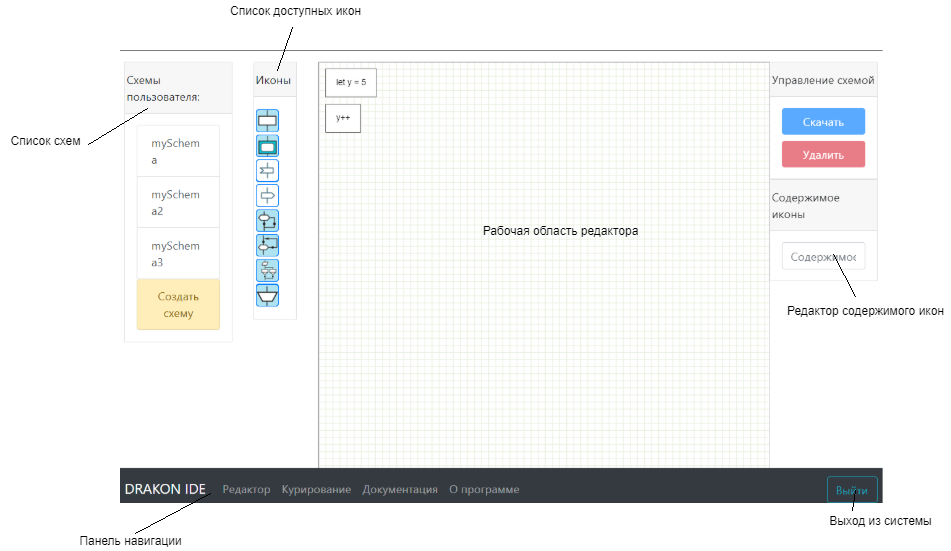 Список доступных икон
Схемы
пользователя:
Список схем
mySchem
a
mySchem
a2
mySchem
a3
Создать
схему
Иконы
let y = 5
y++
Рабочая область редактора
Управление схемой
Скачать
Удалить
Содержимое
иконы
Содержимое
Редактор содержимого икон
DRAKON IDE Редактор Курирование Документация О программе Выйти
Выход из системы
Панель навигации